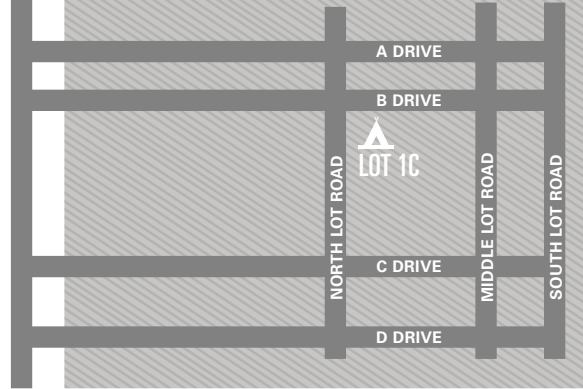 A DRIVE
B DRIVE
LOT 1C
NORTH LOT ROAD
MIDDLE LOT ROAD
SOUTH LOT ROAD
C DRIVE
D DRIVE